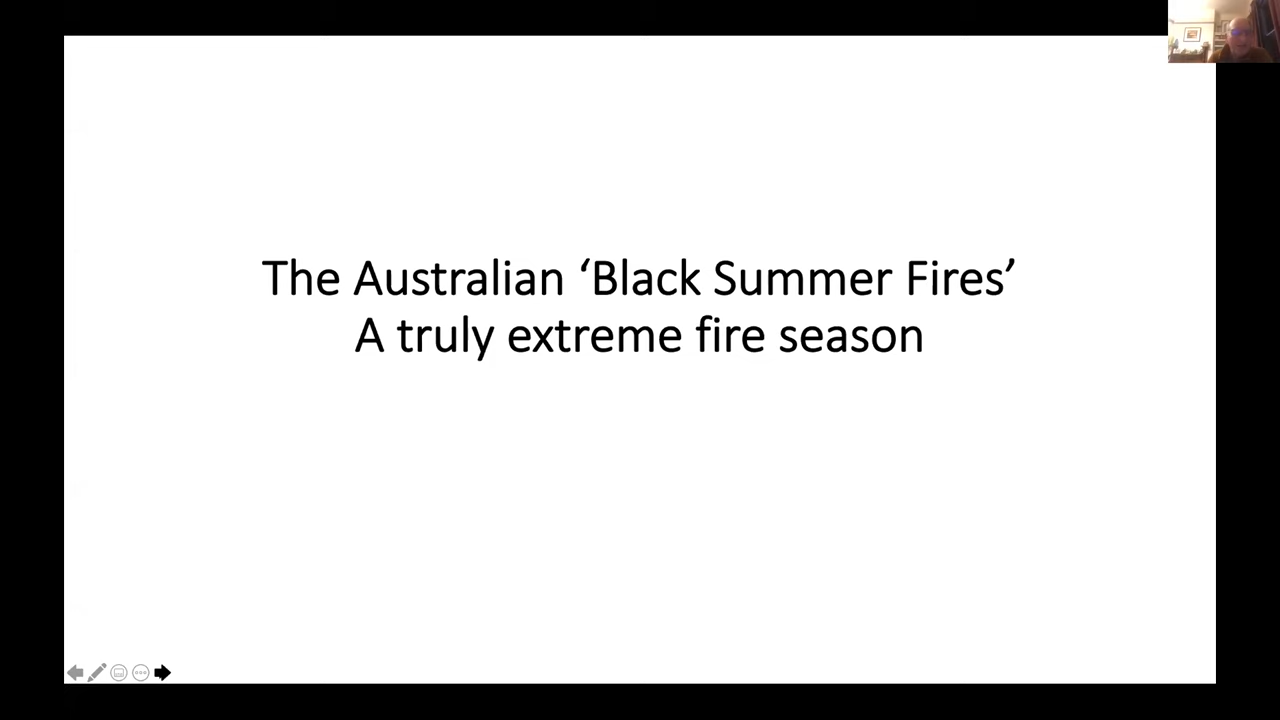 The Australian ‘Black Summer Fires’
A truly extreme fire season